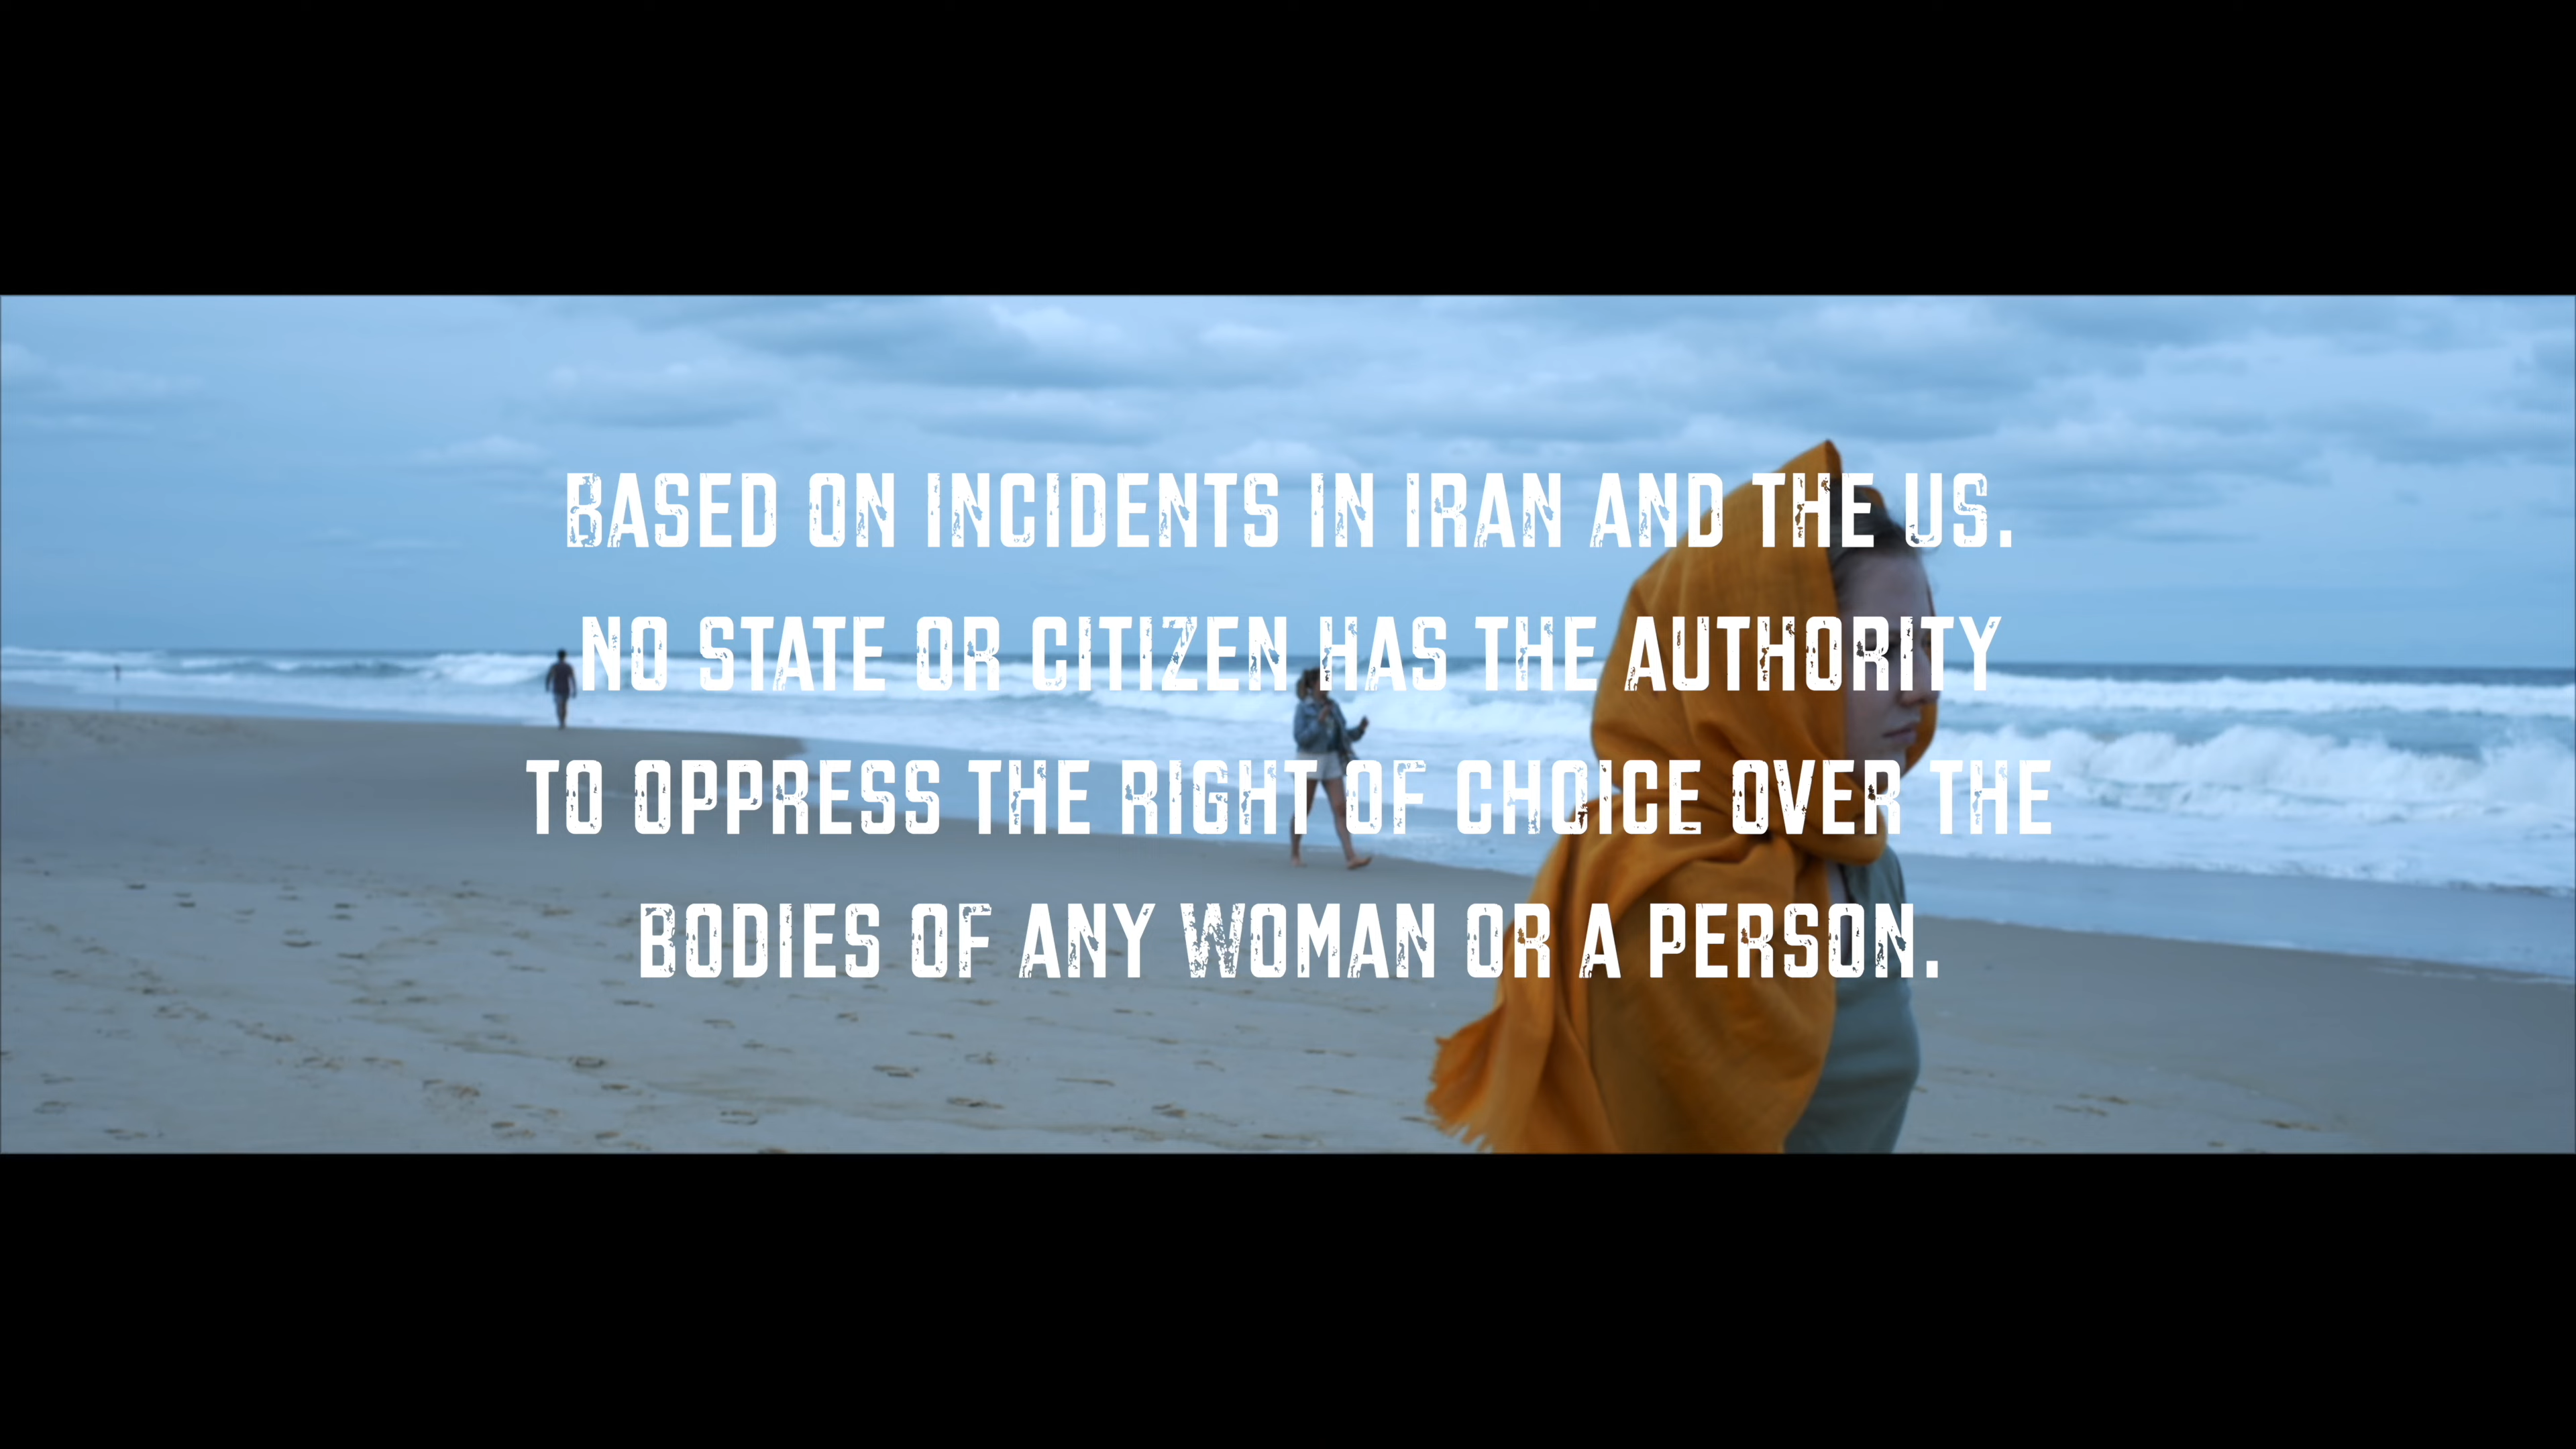 BASED ON INCIDENTS IN IRAN AND THE US.
NO STATE OR CITIZEN HAS THE AUTHORITY
TO OPPRESS THE RIGHT OF CHOICE OVER THE
BODIES OF ANY WOMAN OR A PERSON.